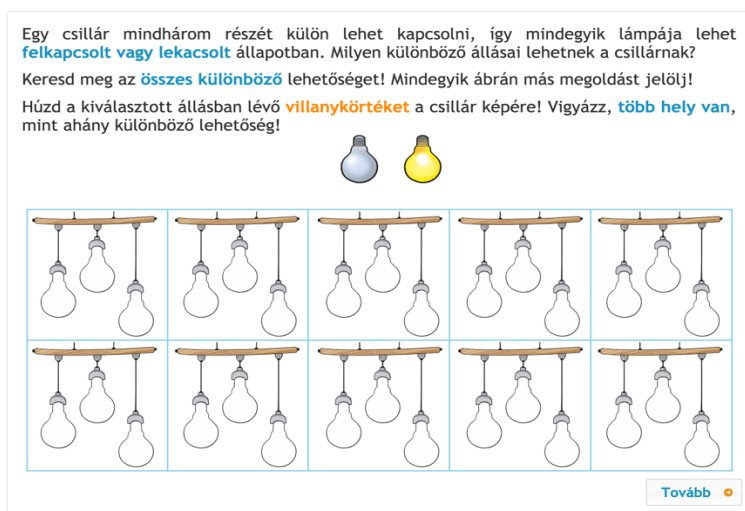 Egy csillár mindhárom részét külön lehet kapcsolni, így mindegyik lámpája lehet
felkapcsolt vagy lekacsolt állapotban. Milyen különböző állásai lehetnek a csillárnak?
Keresd meg az összes különböző lehetőséget! Mindegyik ábrán más megoldást jelölj!
Húzd a kiválasztott állásban lévő villanykörtéket a csillár képére! Vigyázz, több hely van,
mint ahány különböző lehetőség!
Tovább